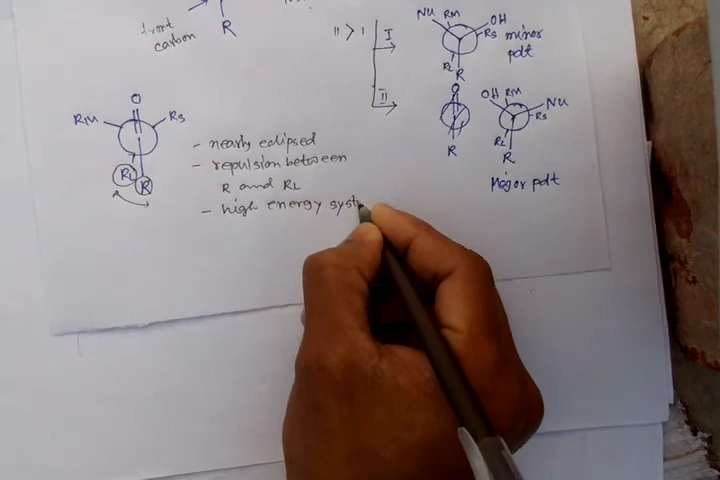 front
carbon
R
II > I
I
NU RM OH
RS
RL
R
minor
pdt
II
O
R
OH RM NU
RS
RL
R
Major pdt
O
RM RS
RL R
- nearly eclipsed
- repulsion between
R and RL
- high energy syst